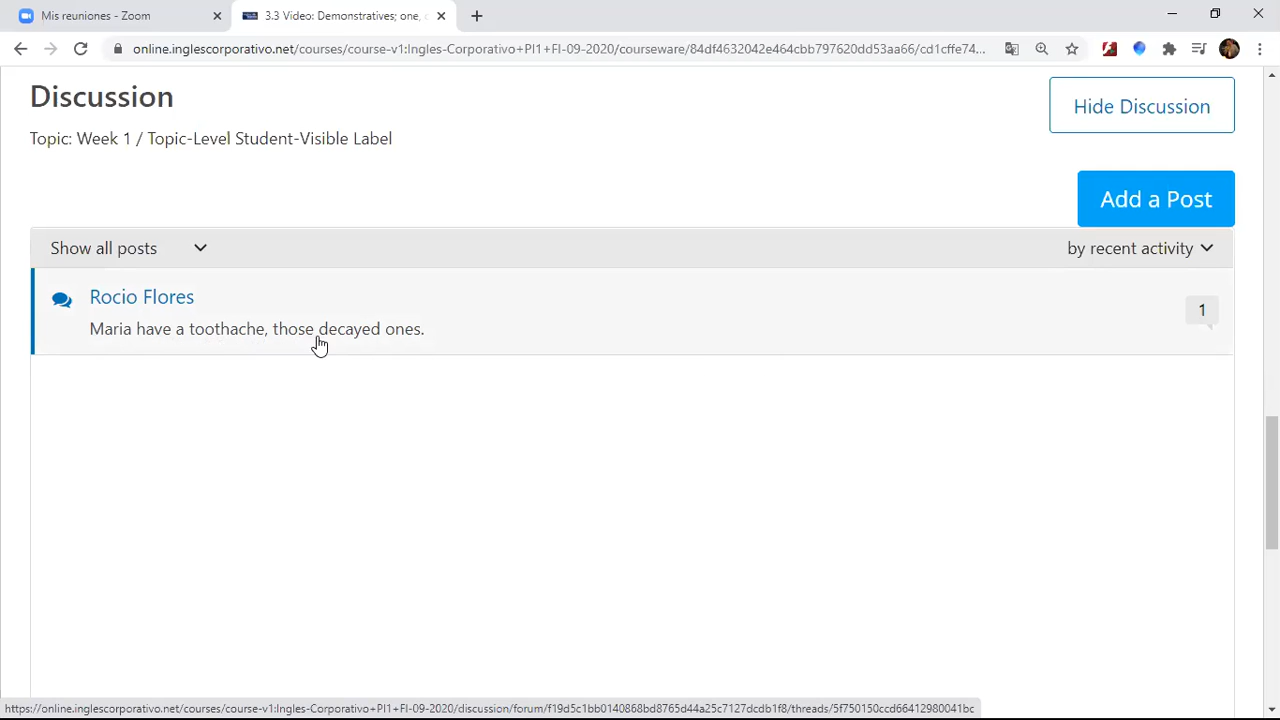 Mis reuniones - Zoom
3.3 Video: Demonstratives; one,
online.inglescorporativo.net/courses/course-v1:Ingles-Corporativo+PI1+FI-09-2020/courseware/84df4632042e464cbb797620dd53aa66/cd1cffe74...
Discussion
Hide Discussion
Topic: Week 1 / Topic-Level Student-Visible Label
Add a Post
Show all posts
by recent activity
Rocio Flores
Maria have a toothache, those decayed ones.
1
https://online.inglescorporativo.net/courses/course-v1:Ingles-Corporativo+PI1+FI-09-2020/discussion/forum/f19d5c1bb0140868bd8765d44a25c7127dcdb1f8/threads/5f750150ccd66412980041bc